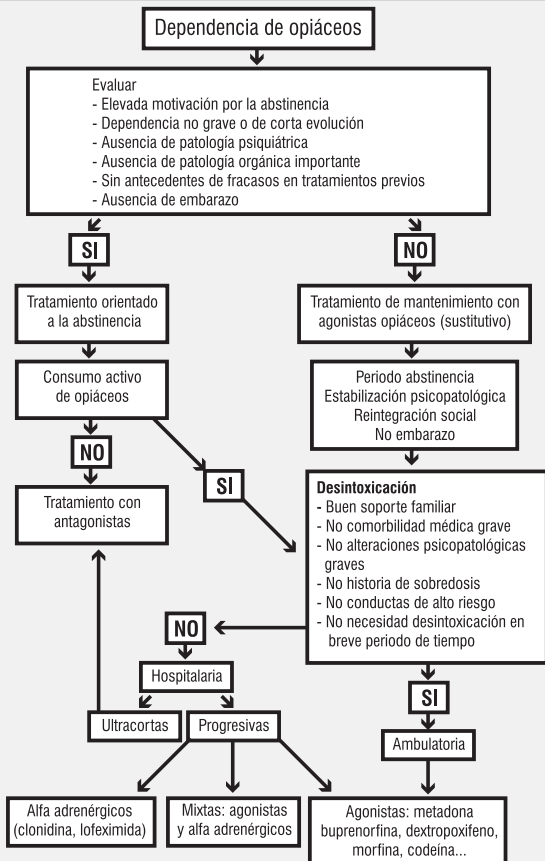 Dependencia de opiáceos
Evaluar
- Elevada motivación por la abstinencia
- Dependencia no grave o de corta evolución
- Ausencia de patología psiquiátrica
- Ausencia de patología orgánica importante
- Sin antecedentes de fracasos en tratamientos previos
- Ausencia de embarazo
SI
NO
Tratamiento orientado
a la abstinencia
Tratamiento de mantenimiento con
agonistas opiáceos (sustitutivo)
Consumo activo
de opiáceos
Periodo abstinencia
Estabilización psicopatológica
Reintegración social
No embarazo
NO
SI
Tratamiento con
antagonistas
Desintoxicación
- Buen soporte familiar
- No comorbilidad médica grave
- No alteraciones psicopatológicas
graves
- No historia de sobredosis
- No conductas de alto riesgo
- No necesidad desintoxicación en
breve periodo de tiempo
NO
Hospitalaria
SI
Ultracortas
Progresivas
Ambulatoria
Alfa adrenérgicos
(clonidina, lofeximida)
Mixtas: agonistas
y alfa adrenérgicos
Agonistas: metadona
buprenorfina, dextropoxifeno,
morfina, codeína...